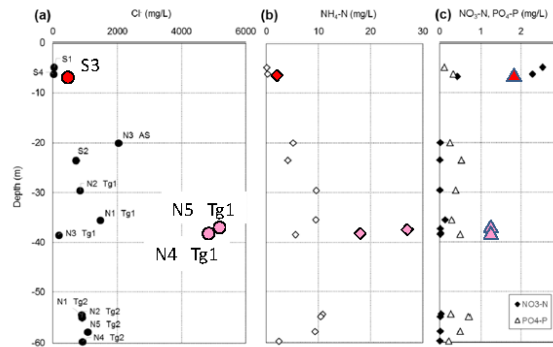 (a) Cl- (mg/L)
0 2000 4000 6000
Depth (m)
0
-10
-20
-30
-40
-50
-60
S1
S4
S3
N3 AS
S2
N2 Tg1
N1 Tg1
N3 Tg1
N5 Tg1
N4 Tg1
N1 Tg2
N2 Tg2
N5 Tg2
N4 Tg2
(b) NH4-N (mg/L)
0 10 20 30
(c) NO3-N, PO4-P (mg/L)
0 1 2
NO3-N
PO4-P